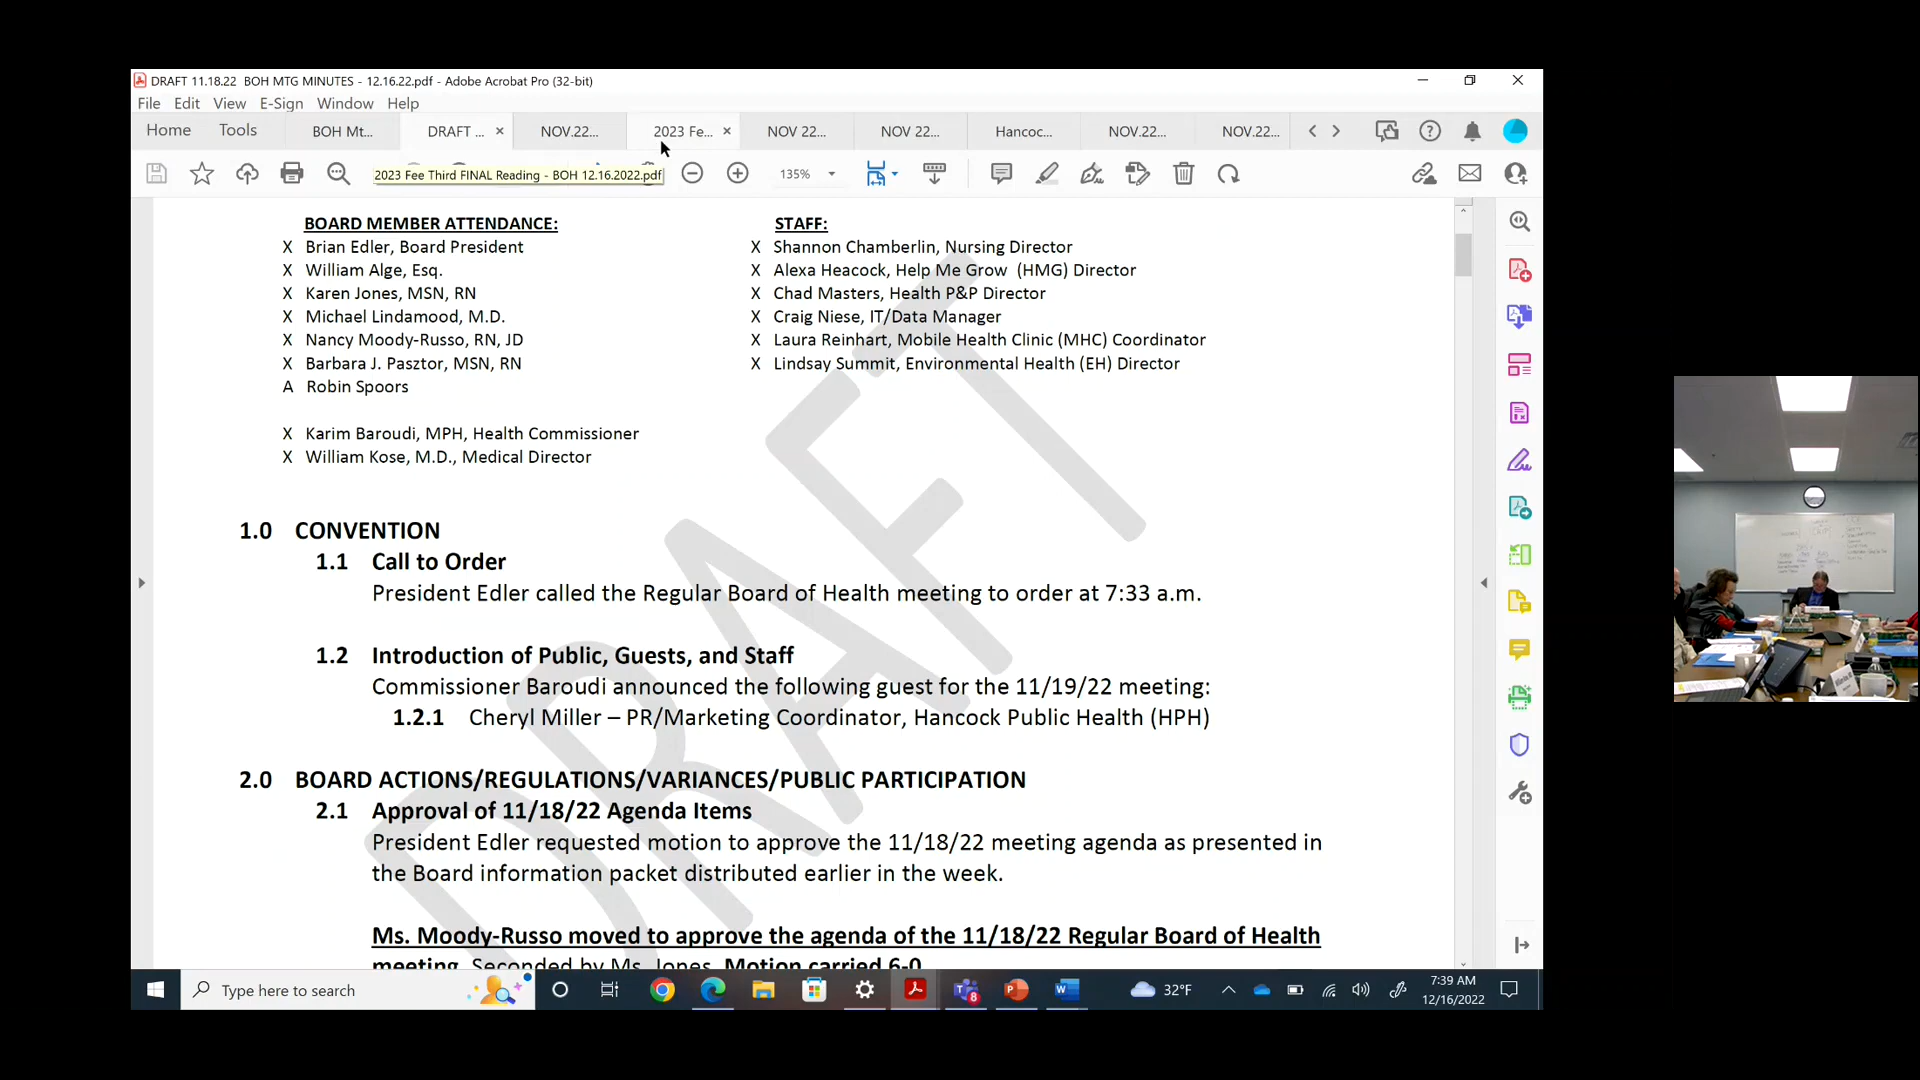 DRAFT 11.18.22 BOH MTG MINUTES - 12.16.22.pdf - Adobe Acrobat Pro (32-bit)
File Edit View E-Sign Window Help
Home Tools BOH Mt... DRAFT ... NOV.22... 2023 Fe... NOV 22... NOV 22... Hancoc... NOV.22... NOV.22...
2023 Fee Third FINAL Reading - BOH 12.16.2022.pdf
135%
BOARD MEMBER ATTENDANCE:
X Brian Edler, Board President
X William Alge, Esq.
X Karen Jones, MSN, RN
X Michael Lindamood, M.D.
X Nancy Moody-Russo, RN, JD
X Barbara J. Pasztor, MSN, RN
A Robin Spoors
X Karim Baroudi, MPH, Health Commissioner
X William Kose, M.D., Medical Director
STAFF:
X Shannon Chamberlin, Nursing Director
X Alexa Heacock, Help Me Grow (HMG) Director
X Chad Masters, Health P&P Director
X Craig Niese, IT/Data Manager
X Laura Reinhart, Mobile Health Clinic (MHC) Coordinator
X Lindsay Summit, Environmental Health (EH) Director
DRAFT
1.0 CONVENTION
1.1 Call to Order
President Edler called the Regular Board of Health meeting to order at 7:33 a.m.
1.2 Introduction of Public, Guests, and Staff
Commissioner Baroudi announced the following guest for the 11/19/22 meeting:
1.2.1 Cheryl Miller – PR/Marketing Coordinator, Hancock Public Health (HPH)
2.0 BOARD ACTIONS/REGULATIONS/VARIANCES/PUBLIC PARTICIPATION
2.1 Approval of 11/18/22 Agenda Items
President Edler requested motion to approve the 11/18/22 meeting agenda as presented in
the Board information packet distributed earlier in the week.
Ms. Moody-Russo moved to approve the agenda of the 11/18/22 Regular Board of Health
meeting. Seconded by Ms. Jones. Motion carried 6-0
Type here to search
8
32°F
7:39 AM
12/16/2022